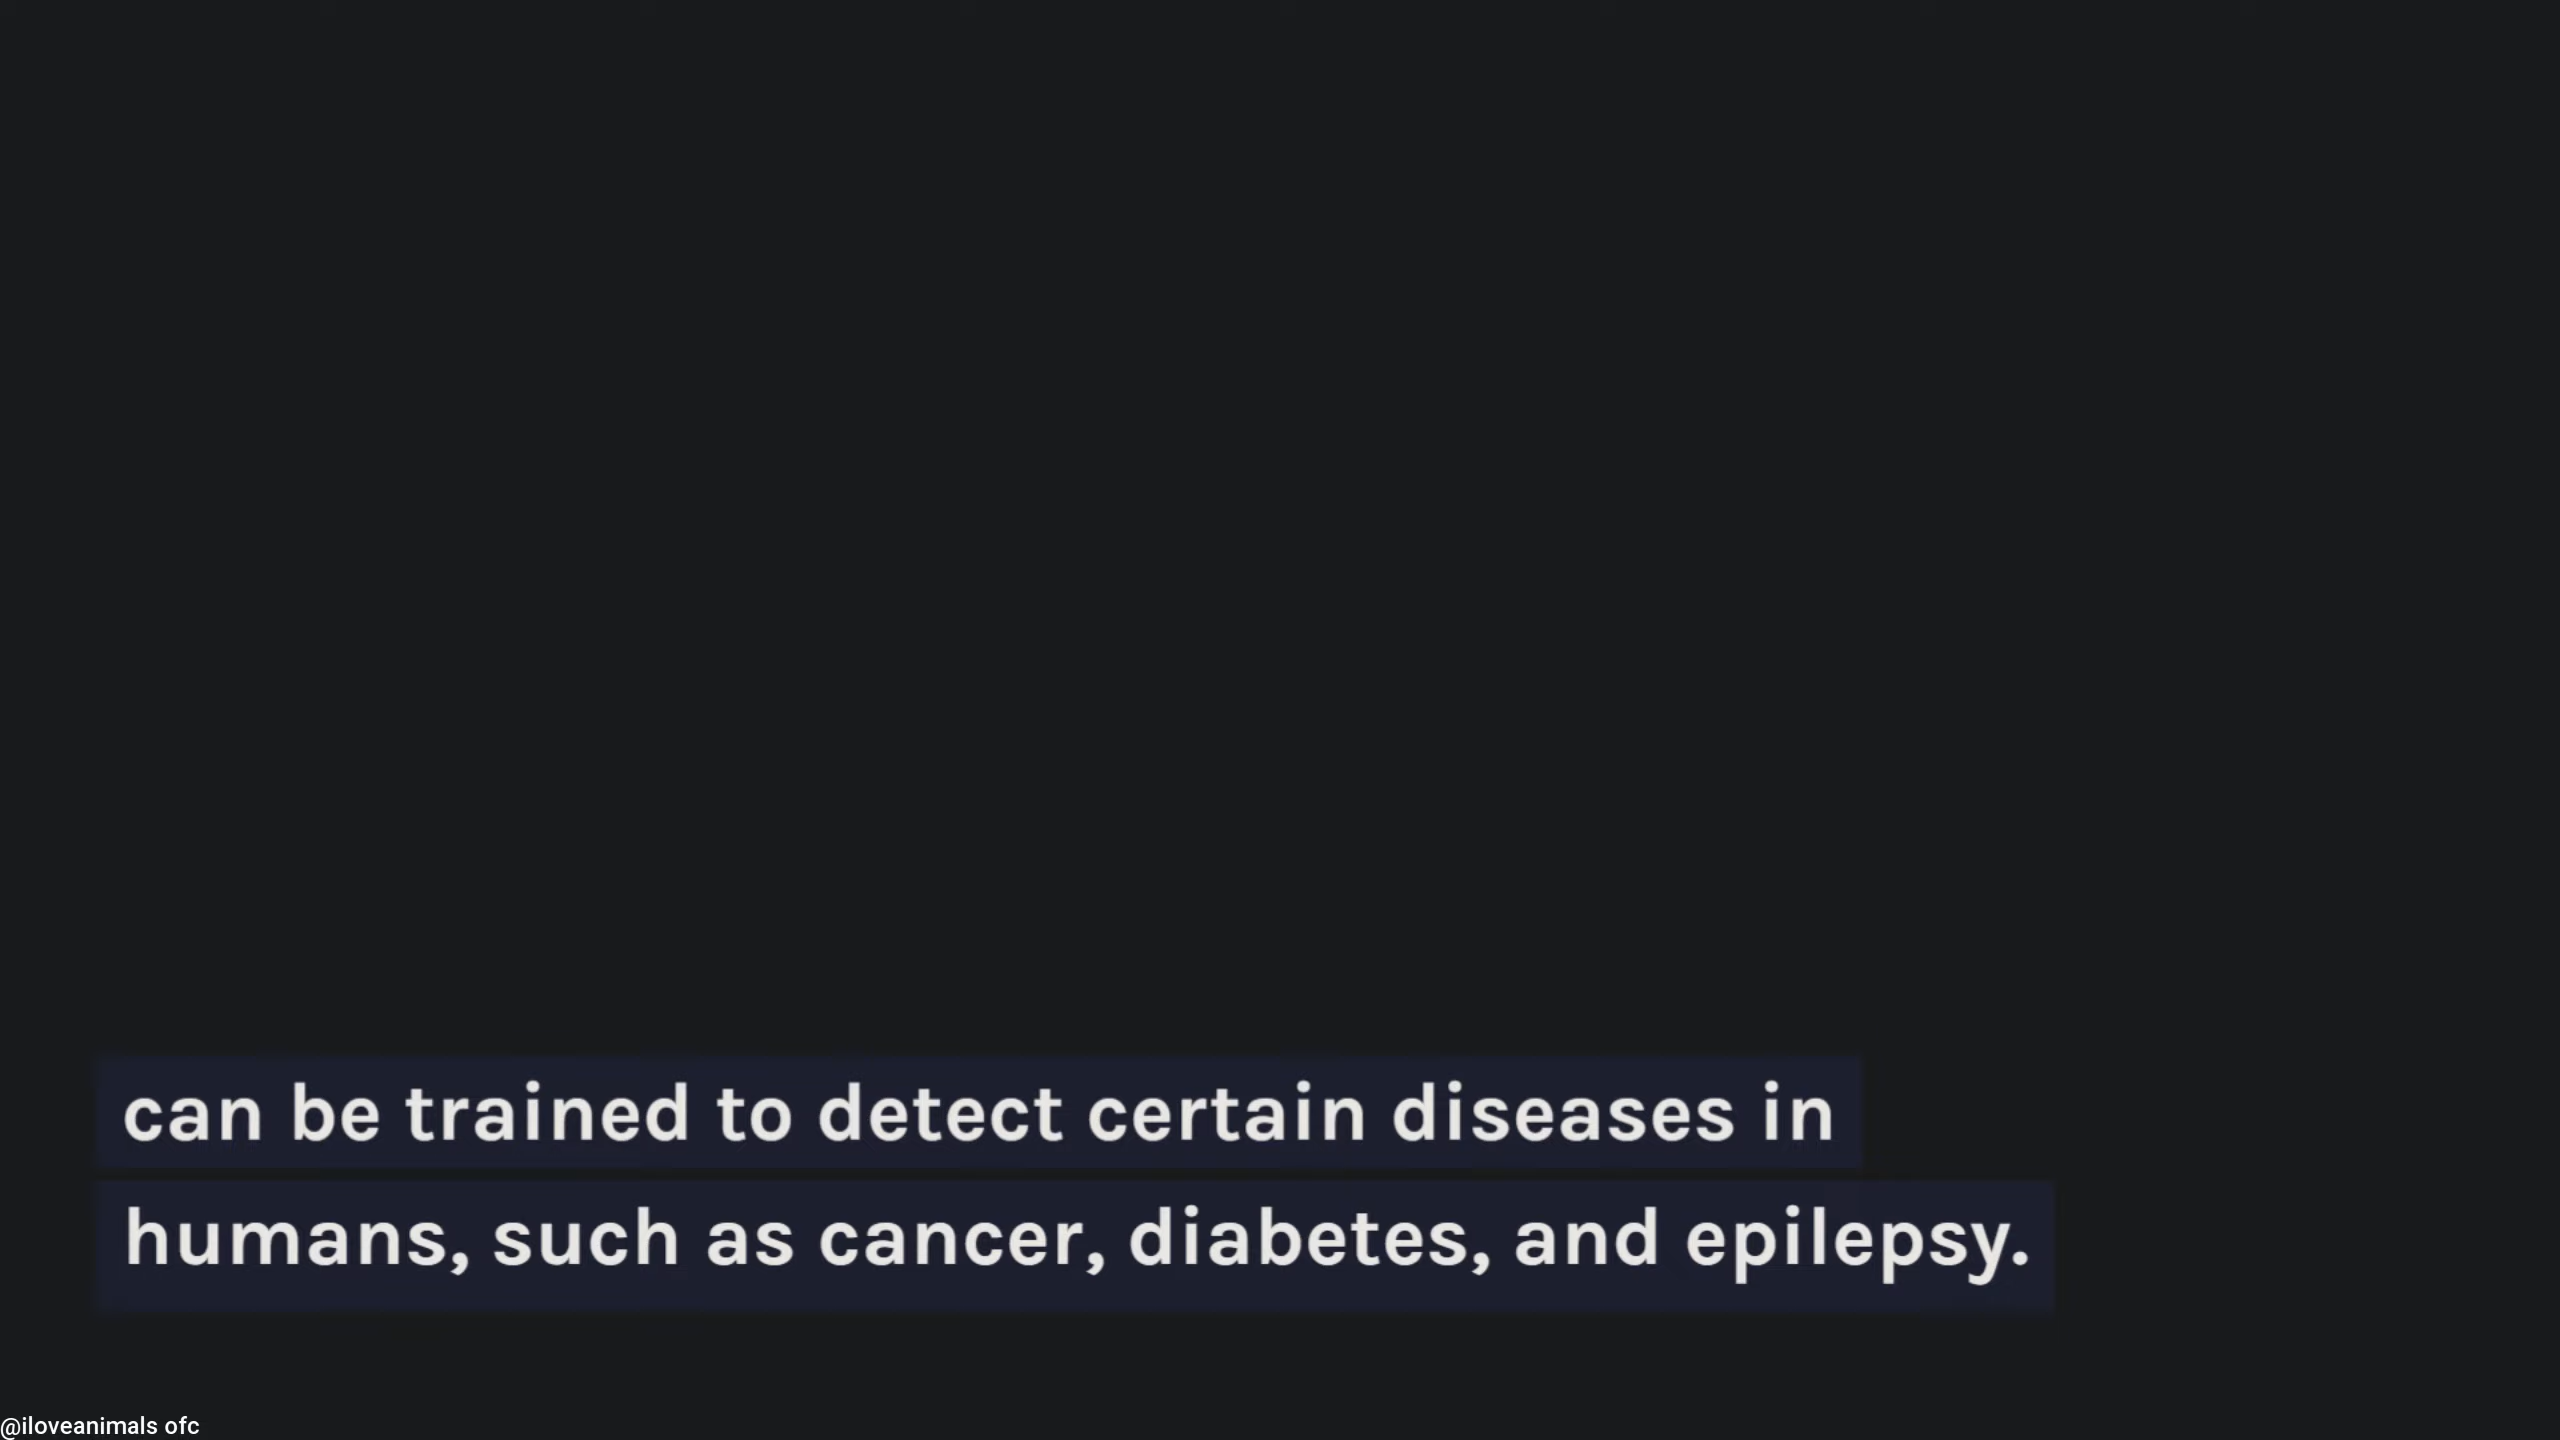 can be trained to detect certain diseases in
humans, such as cancer, diabetes, and epilepsy.
@iloveanimals ofc